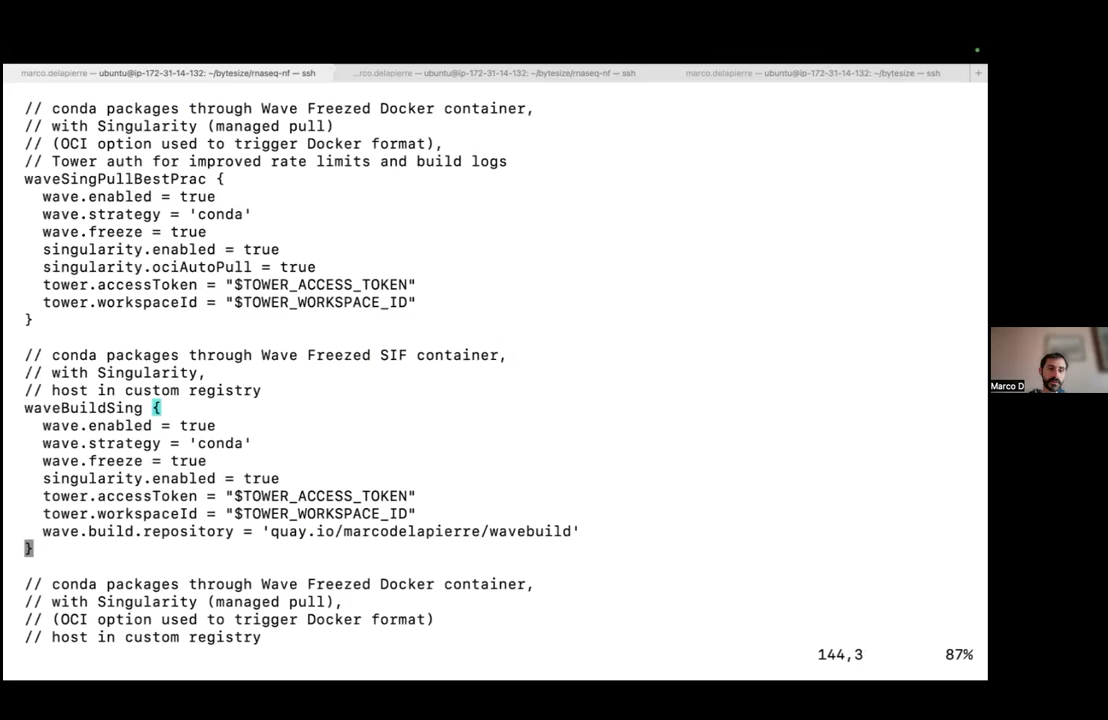 marco.delapierre — ubuntu@ip-172-31-14-132: ~/bytesize/rnaseq-nf — ssh
...rco.delapierre — ubuntu@ip-172-31-14-132: ~/bytesize/rnaseq-nf — ssh
marco.delapierre — ubuntu@ip-172-31-14-132: ~/bytesize — ssh
+
// conda packages through Wave Freezed Docker container,
// with Singularity (managed pull)
// (OCI option used to trigger Docker format),
// Tower auth for improved rate limits and build logs
waveSingPullBestPrac {
  wave.enabled = true
  wave.strategy = 'conda'
  wave.freeze = true
  singularity.enabled = true
  singularity.ociAutoPull = true
  tower.accessToken = "$TOWER_ACCESS_TOKEN"
  tower.workspaceId = "$TOWER_WORKSPACE_ID"
}
// conda packages through Wave Freezed SIF container,
// with Singularity,
// host in custom registry
waveBuildSing {
  wave.enabled = true
  wave.strategy = 'conda'
  wave.freeze = true
  singularity.enabled = true
  tower.accessToken = "$TOWER_ACCESS_TOKEN"
  tower.workspaceId = "$TOWER_WORKSPACE_ID"
  wave.build.repository = 'quay.io/marcodelapierre/wavebuild'
}
// conda packages through Wave Freezed Docker container,
// with Singularity (managed pull),
// (OCI option used to trigger Docker format)
// host in custom registry
144,3 87%
Marco D